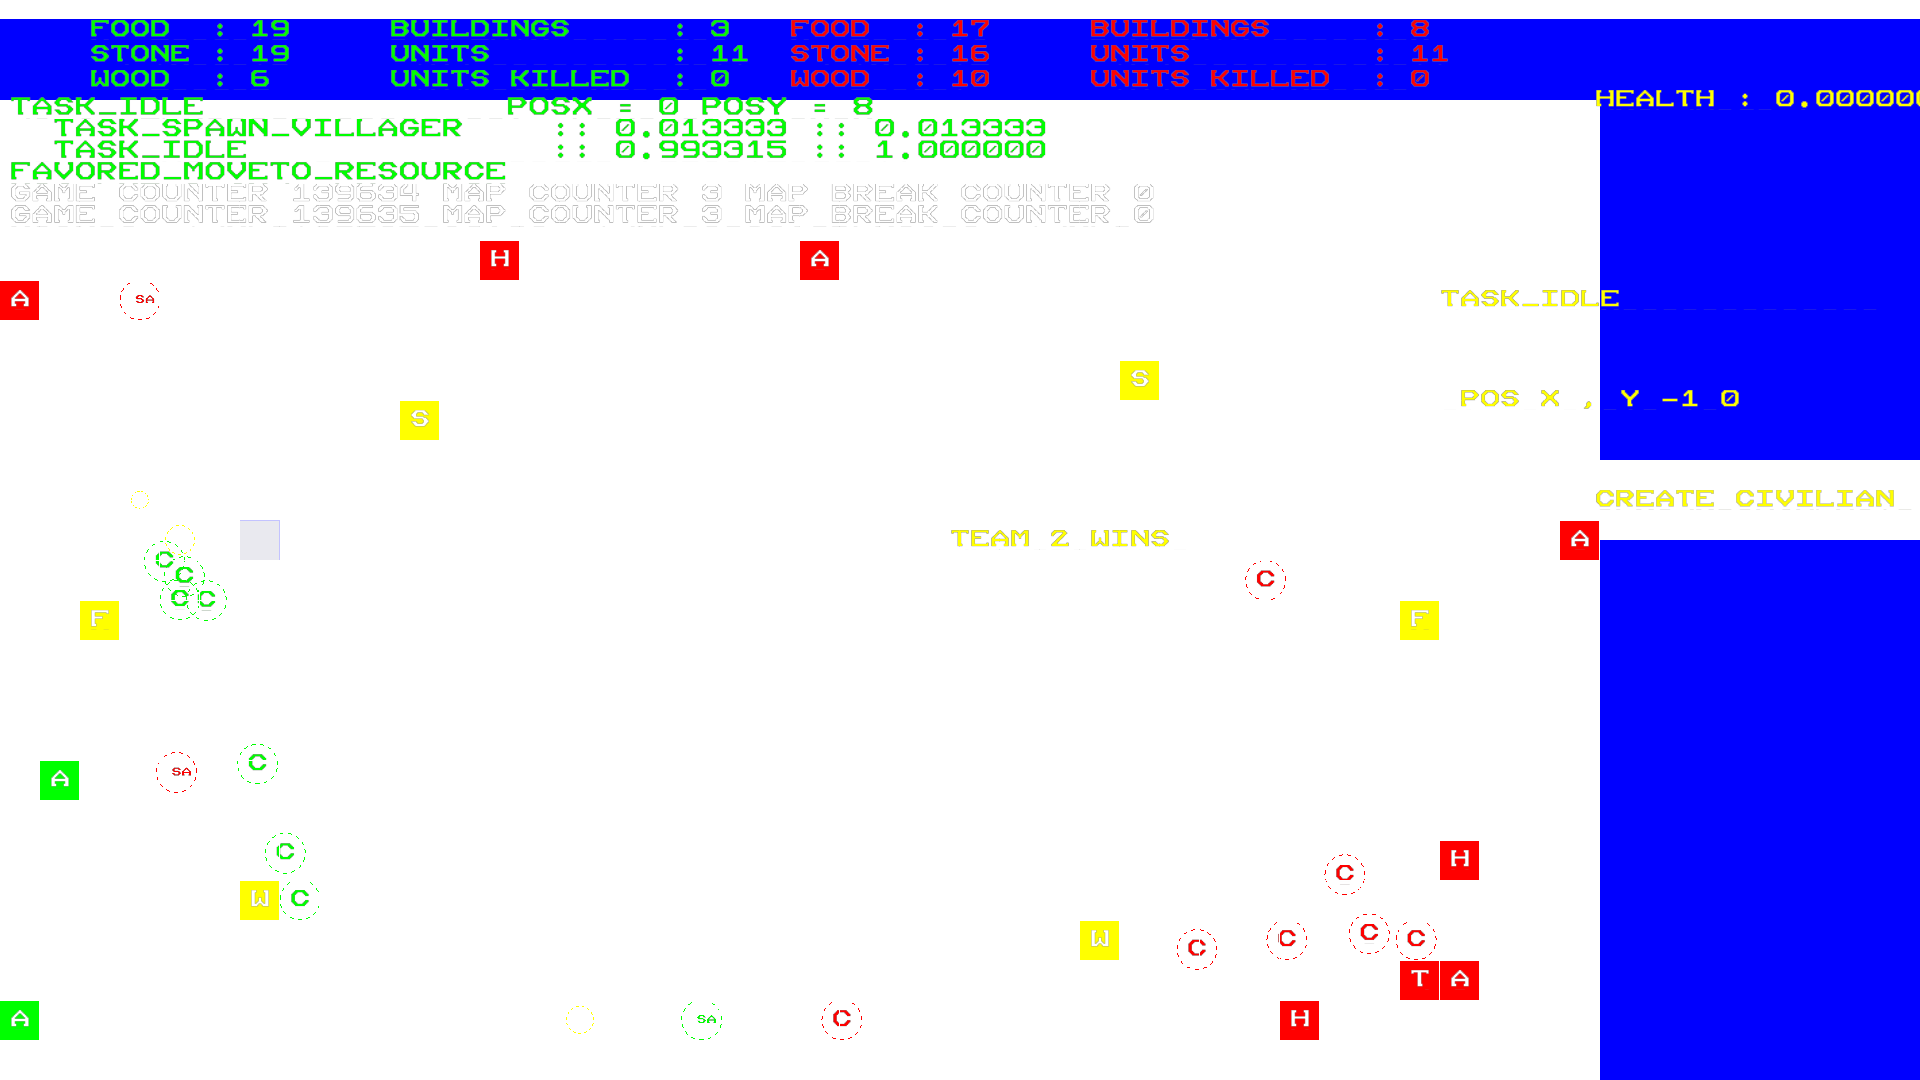 FOOD : 19 BUILDINGS : 3 FOOD : 17 BUILDINGS : 8
STONE : 19 UNITS : 11 STONE : 16 UNITS : 11
WOOD : 6 UNITS KILLED : 0 WOOD : 10 UNITS KILLED : 0
HEALTH : 0.000000
TASK_IDLE POSX = 0 POSY = 8
TASK_SPAWN_VILLAGER :: 0.013333 :: 0.013333
TASK_IDLE :: 0.993315 :: 1.000000
FAVORED_MOVETO_RESOURCE
GAME COUNTER 139634 MAP COUNTER 3 MAP BREAK COUNTER 0
GAME COUNTER 139635 MAP COUNTER 3 MAP BREAK COUNTER 0
H A
A SA
TASK_IDLE
S
POS X , Y -1 0
S
CREATE CIVILIAN
TEAM 2 WINS
A
C
C
C
C C
F F
C
A SA
C
H
C
W C
W C C C C
T A
A SA C H